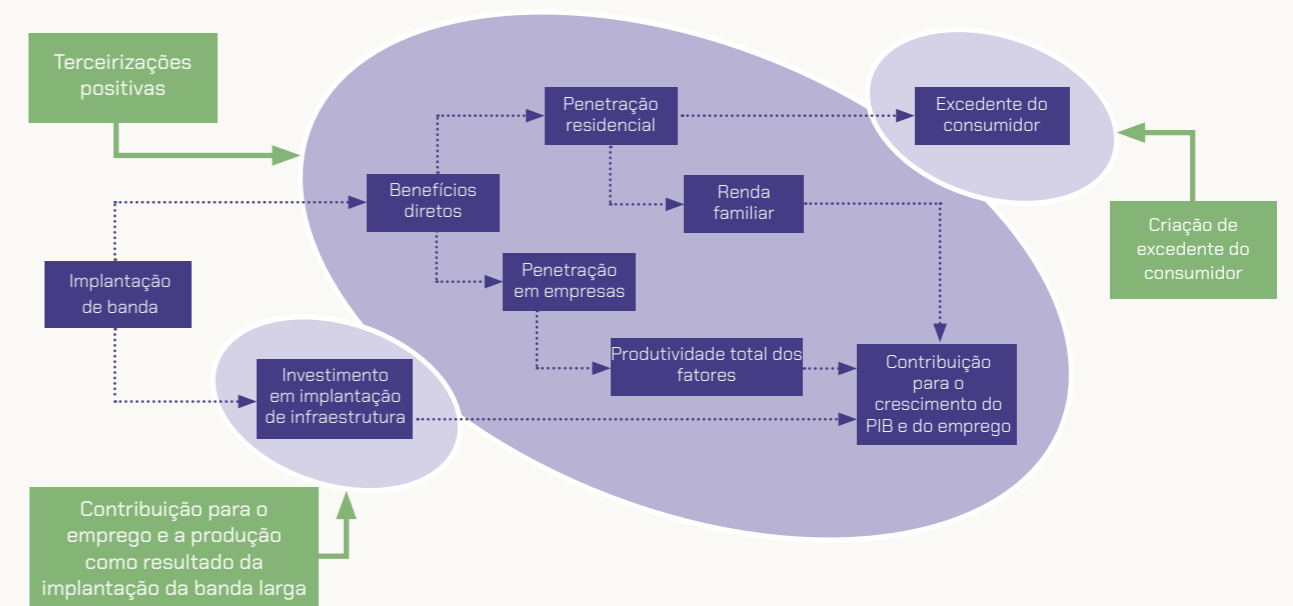 Terceirizações
positivas
Penetração
residencial
Excedente do
consumidor
Benefícios
diretos
Renda
familiar
Criação de
excedente do
consumidor
Implantação
de banda
Penetração
em empresas
Produtividade total dos
fatores
Contribuição
para o
crescimento do
PIB e do emprego
Investimento
em implantação
de infraestrutura
Contribuição para o
emprego e a produção
como resultado da
implantação da banda larga